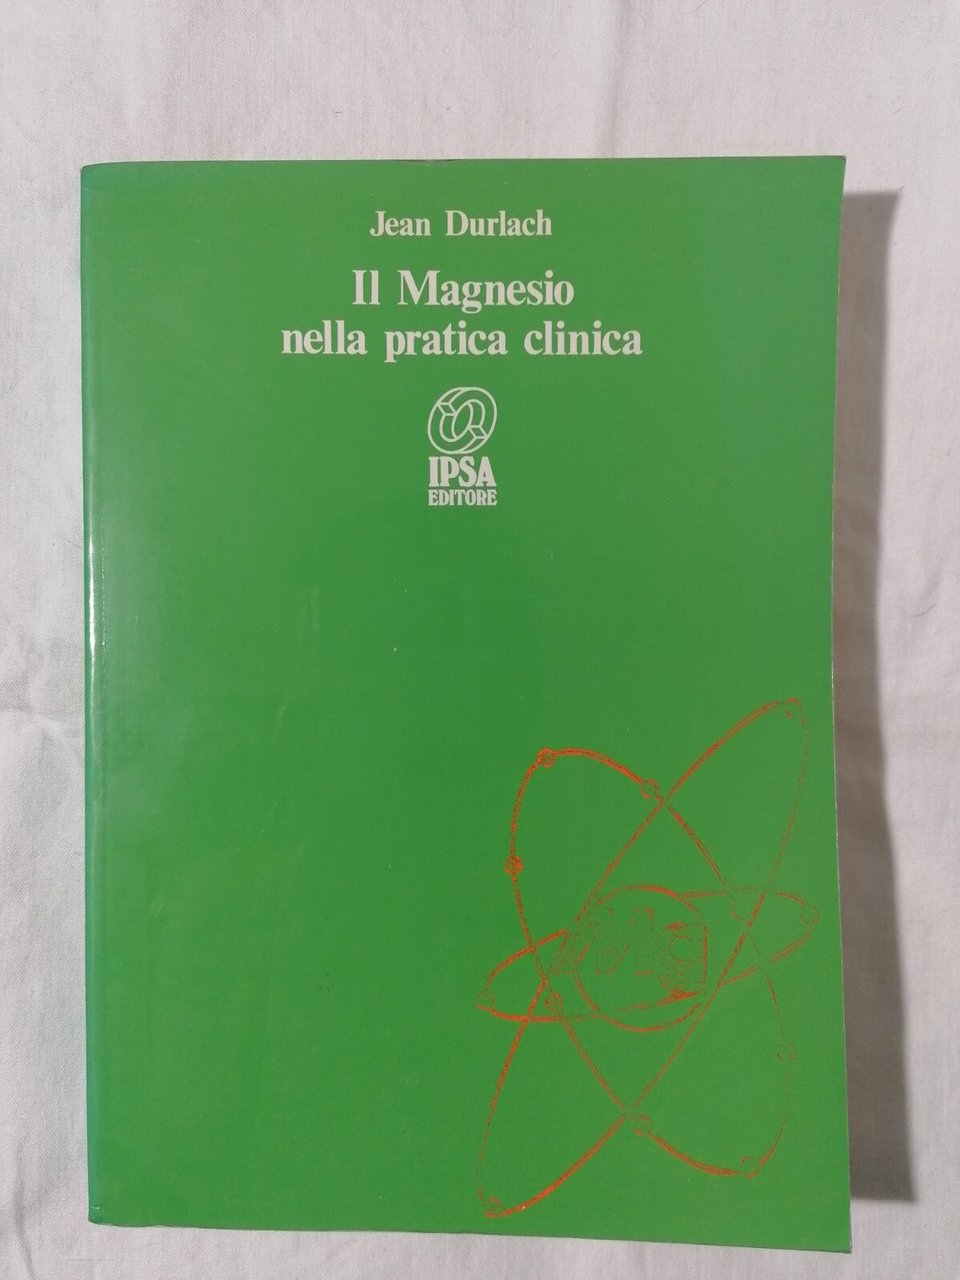 Jean Durlach
Il Magnesio
nella pratica clinica
IPSA
EDITORE
Mg